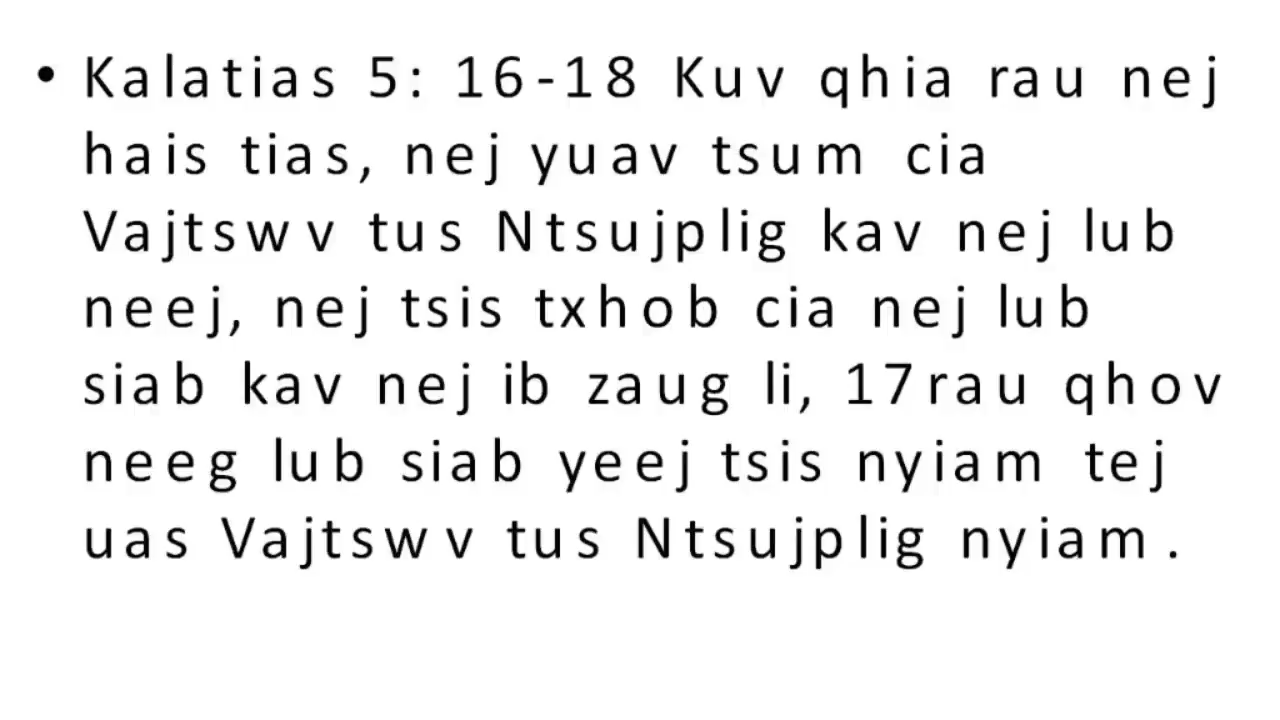 • Kalatias 5: 16-18 Kuv qhia rau nej
hais tias, nej yuav tsum cia
Vajtswv tus Ntsujplig kav nej lub
neej, nej tsis txhob cia nej lub
siab kav nej ib zaug li, 17rau qhov
neeg lub siab yeej tsis nyiam tej
uas Vajtswv tus Ntsujplig nyiam.